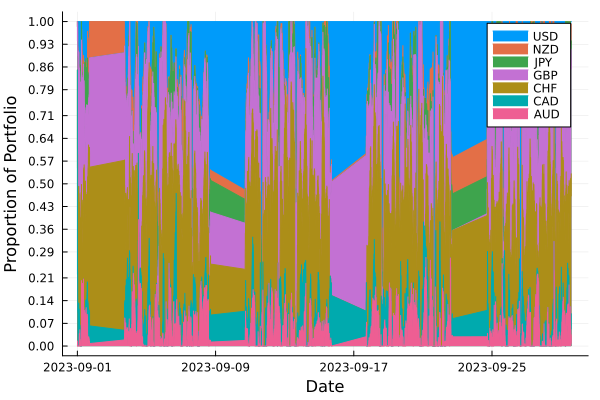 1.00
0.93
0.86
0.79
0.71
0.64
0.57
0.50
0.43
0.36
0.29
0.21
0.14
0.07
0.00
Proportion of Portfolio
USD
NZD
JPY
GBP
CHF
CAD
AUD
2023-09-01
2023-09-09
2023-09-17
2023-09-25
Date